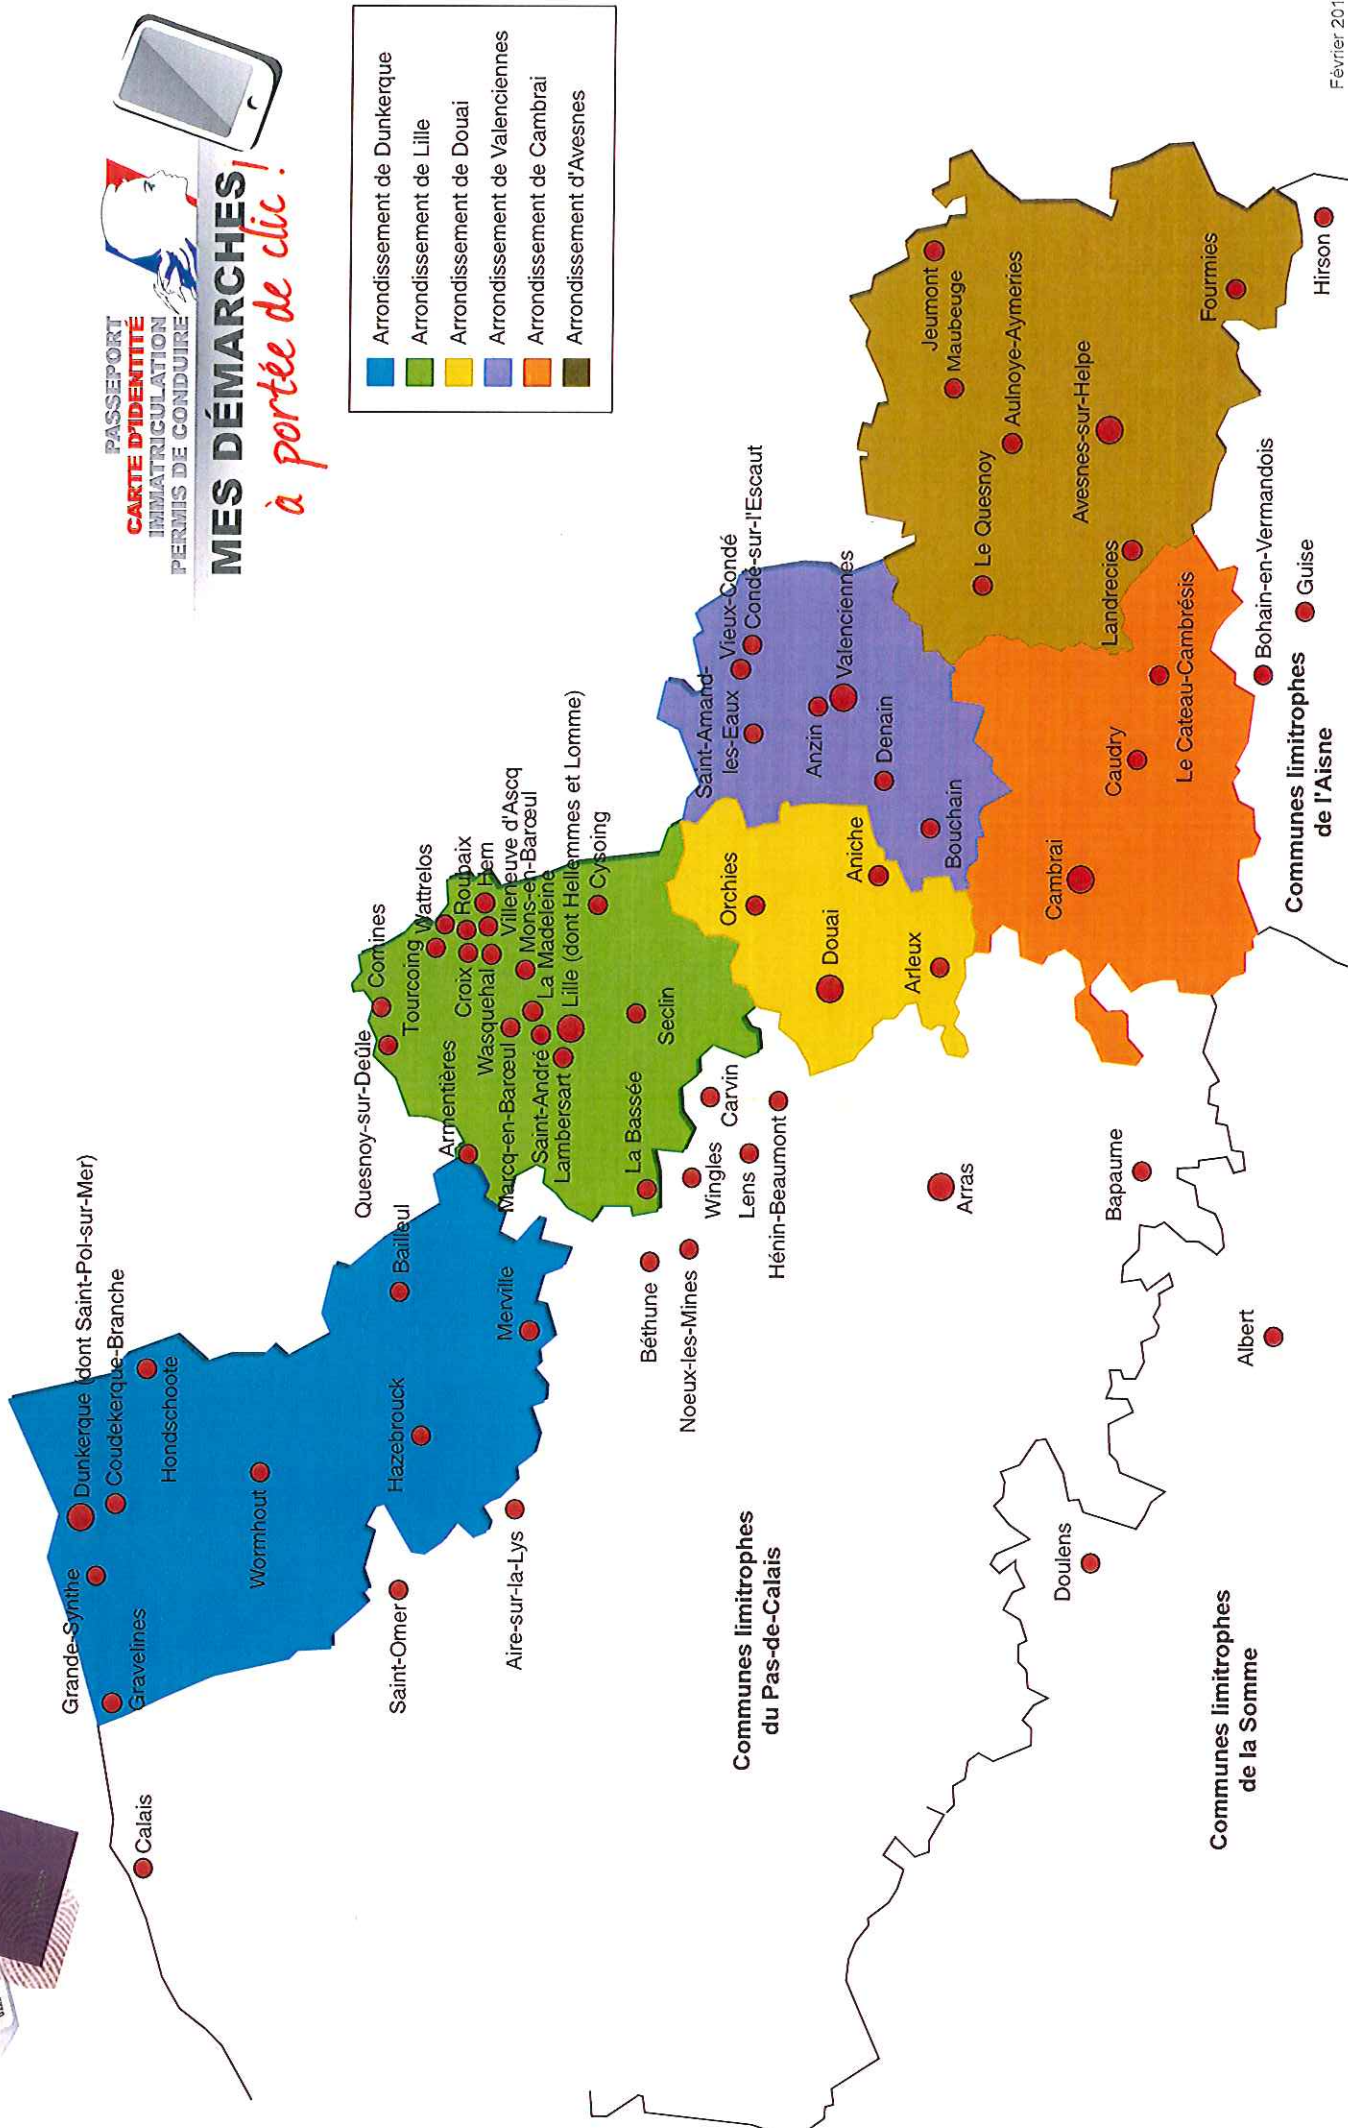 PASSEPORT
CARTE D'IDENTITÉ
IMMATRICULATION
PERMIS DE CONDUIRE
MES DÉMARCHES
à portée de clic !
Arrondissement de Dunkerque
Arrondissement de Lille
Arrondissement de Douai
Arrondissement de Valenciennes
Arrondissement de Cambrai
Arrondissement d'Avesnes
Calais
Grande-Synthe
Gravelines
Dunkerque (dont Saint-Pol-sur-Mer)
Coudekerque-Branche
Hondschoote
Wormhout
Hazebrouck
Bailleul
Merville
Saint-Omer
Aire-sur-la-Lys
Quesnoy-sur-Deûle
Comines
Tourcoing
Wattrelos
Armentières
Croix
Roubaix
Hem
Wasquehal
Villeneuve d'Ascq
Marcq-en-Barœul
Mons-en-Barœul
Saint-André
La Madeleine
Lambersart
Lille (dont Hellemmes et Lomme)
Cysoing
La Bassée
Seclin
Béthune
Noeux-les-Mines
Wingles
Carvin
Lens
Hénin-Beaumont
Arras
Bapaume
Orchies
Douai
Aniche
Arleux
Saint-Amand-
les-Eaux
Vieux-Condé
Condé-sur-l'Escaut
Anzin
Valenciennes
Denain
Bouchain
Cambrai
Caudry
Le Cateau-Cambrésis
Le Quesnoy
Landrecies
Jeumont
Maubeuge
Aulnoye-Aymeries
Avesnes-sur-Helpe
Fourmies
Hirson
Bohain-en-Vermandois
Guise
Communes limitrophes
de l'Aisne
Communes limitrophes
du Pas-de-Calais
Doulens
Albert
Communes limitrophes
de la Somme
Février 201